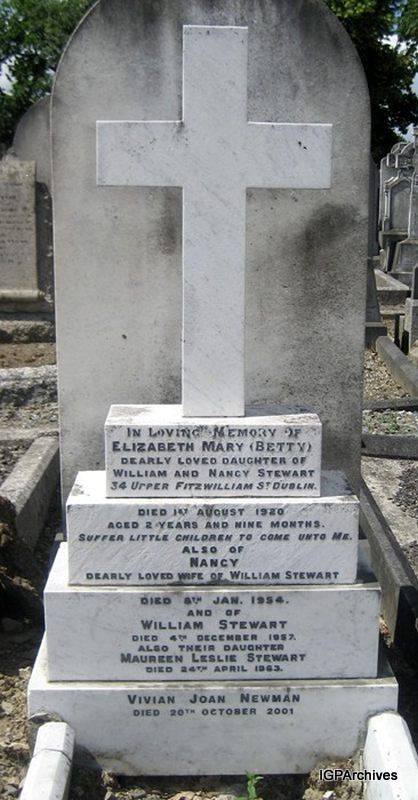 In Loving Memory of
Elizabeth Mary (Betty)
dearly loved daughter of
William and Nancy Stewart
34 Upper Fitzwilliam St Dublin.
died 1st August 1920
aged 2 years and nine months.
Suffer little children to come unto Me.
also of
Nancy
dearly loved wife of William Stewart
died 8th Jan. 1954.
and of
William Stewart
died 4th December 1957.
also their daughter
Maureen Leslie Stewart
died 24th April 1963.
Vivian Joan Newman
died 20th October 2001
IGPArchives